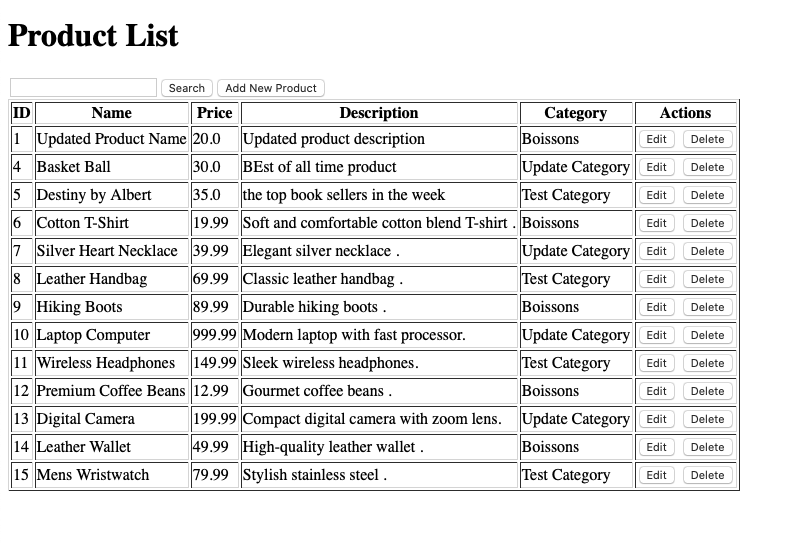 Product List
Search Add New Product
ID Name Price Description Category Actions
1 Updated Product Name 20.0 Updated product description Boissons Edit Delete
4 Basket Ball 30.0 BEst of all time product Update Category Edit Delete
5 Destiny by Albert 35.0 the top book sellers in the week Test Category Edit Delete
6 Cotton T-Shirt 19.99 Soft and comfortable cotton blend T-shirt . Boissons Edit Delete
7 Silver Heart Necklace 39.99 Elegant silver necklace . Update Category Edit Delete
8 Leather Handbag 69.99 Classic leather handbag . Test Category Edit Delete
9 Hiking Boots 89.99 Durable hiking boots . Boissons Edit Delete
10 Laptop Computer 999.99 Modern laptop with fast processor. Update Category Edit Delete
11 Wireless Headphones 149.99 Sleek wireless headphones. Test Category Edit Delete
12 Premium Coffee Beans 12.99 Gourmet coffee beans . Boissons Edit Delete
13 Digital Camera 199.99 Compact digital camera with zoom lens. Update Category Edit Delete
14 Leather Wallet 49.99 High-quality leather wallet . Boissons Edit Delete
15 Mens Wristwatch 79.99 Stylish stainless steel . Test Category Edit Delete